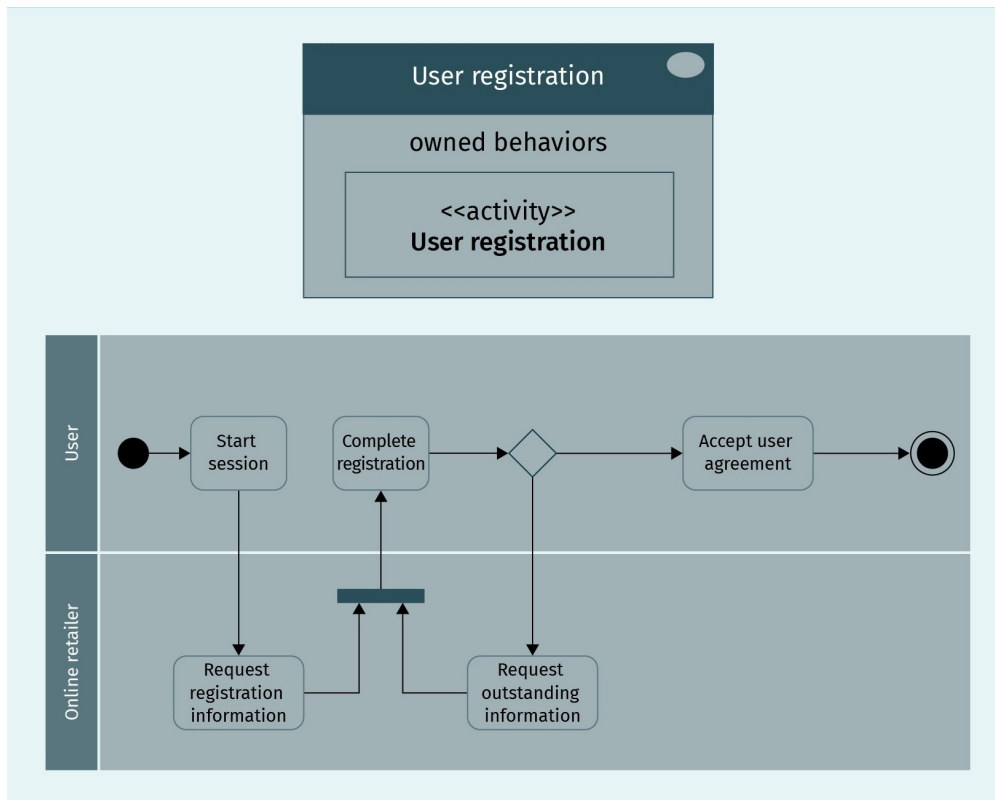 User registration
owned behaviors
<<activity>>
User registration
User
Start
session
Complete
registration
Accept user
agreement
Online retailer
Request
registration
information
Request
outstanding
information